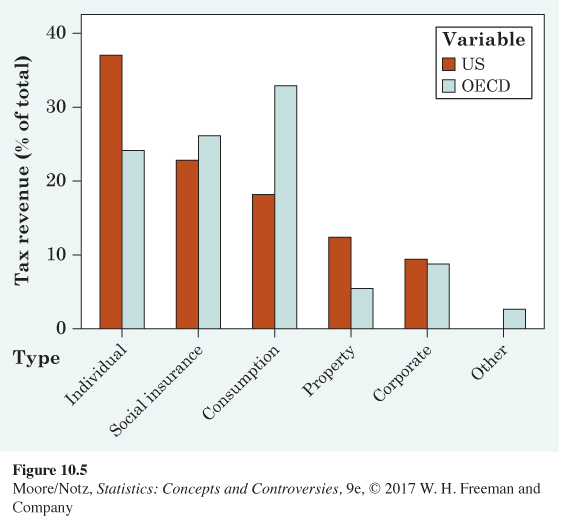 Tax revenue (% of total)
40
30
20
10
0
Variable
US
OECD
Type
Individual
Social insurance
Consumption
Property
Corporate
Other
Figure 10.5
Moore/Notz, Statistics: Concepts and Controversies, 9e, © 2017 W. H. Freeman and
Company